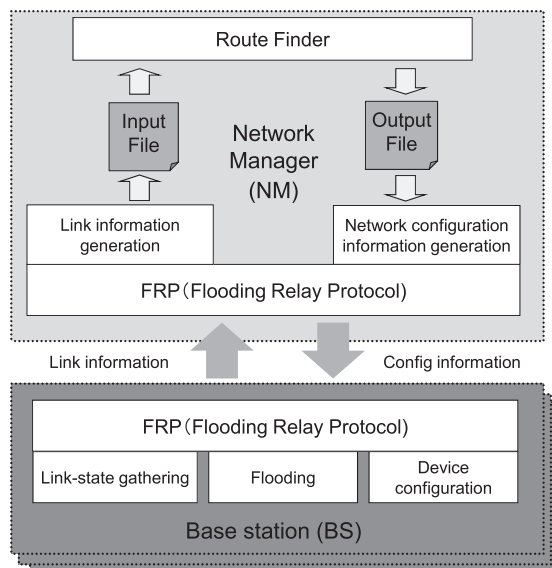 Route Finder
Input
File
Output
File
Network
Manager
(NM)
Link information
generation
Network configuration
information generation
FRP（Flooding Relay Protocol)
Link information
Config information
FRP（Flooding Relay Protocol)
Link-state gathering
Flooding
Device
configuration
Base station (BS)